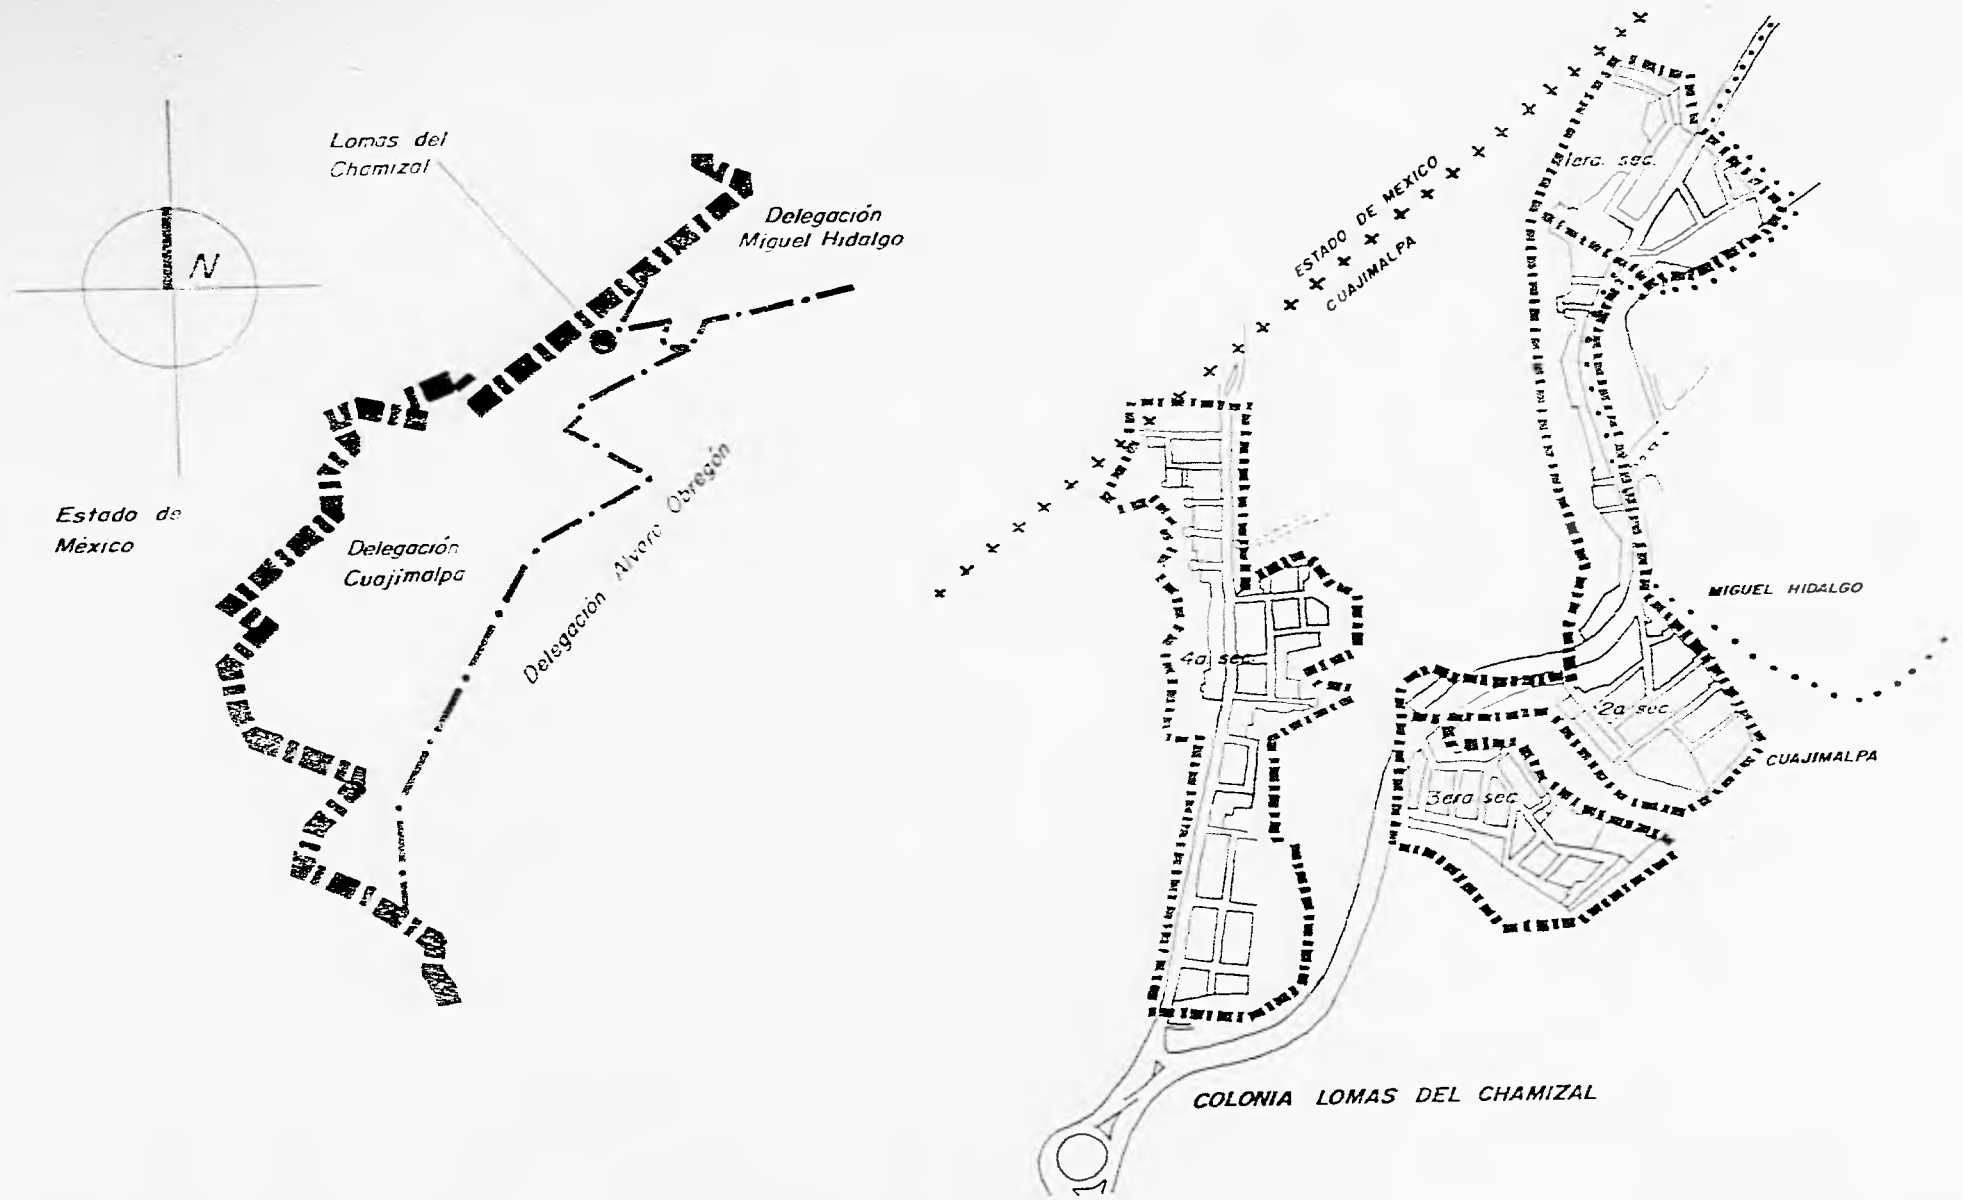 Lomas del
Chamizal
N
Delegación
Miguel Hidalgo
Estado de
México
Delegación
Cuajimalpa
Delegación Alvaro Obregón
ESTADO DE MEXICO
CUAJIMALPA
1era. sec.
4a sec.
MIGUEL HIDALGO
2a sec.
CUAJIMALPA
3era sec.
COLONIA LOMAS DEL CHAMIZAL